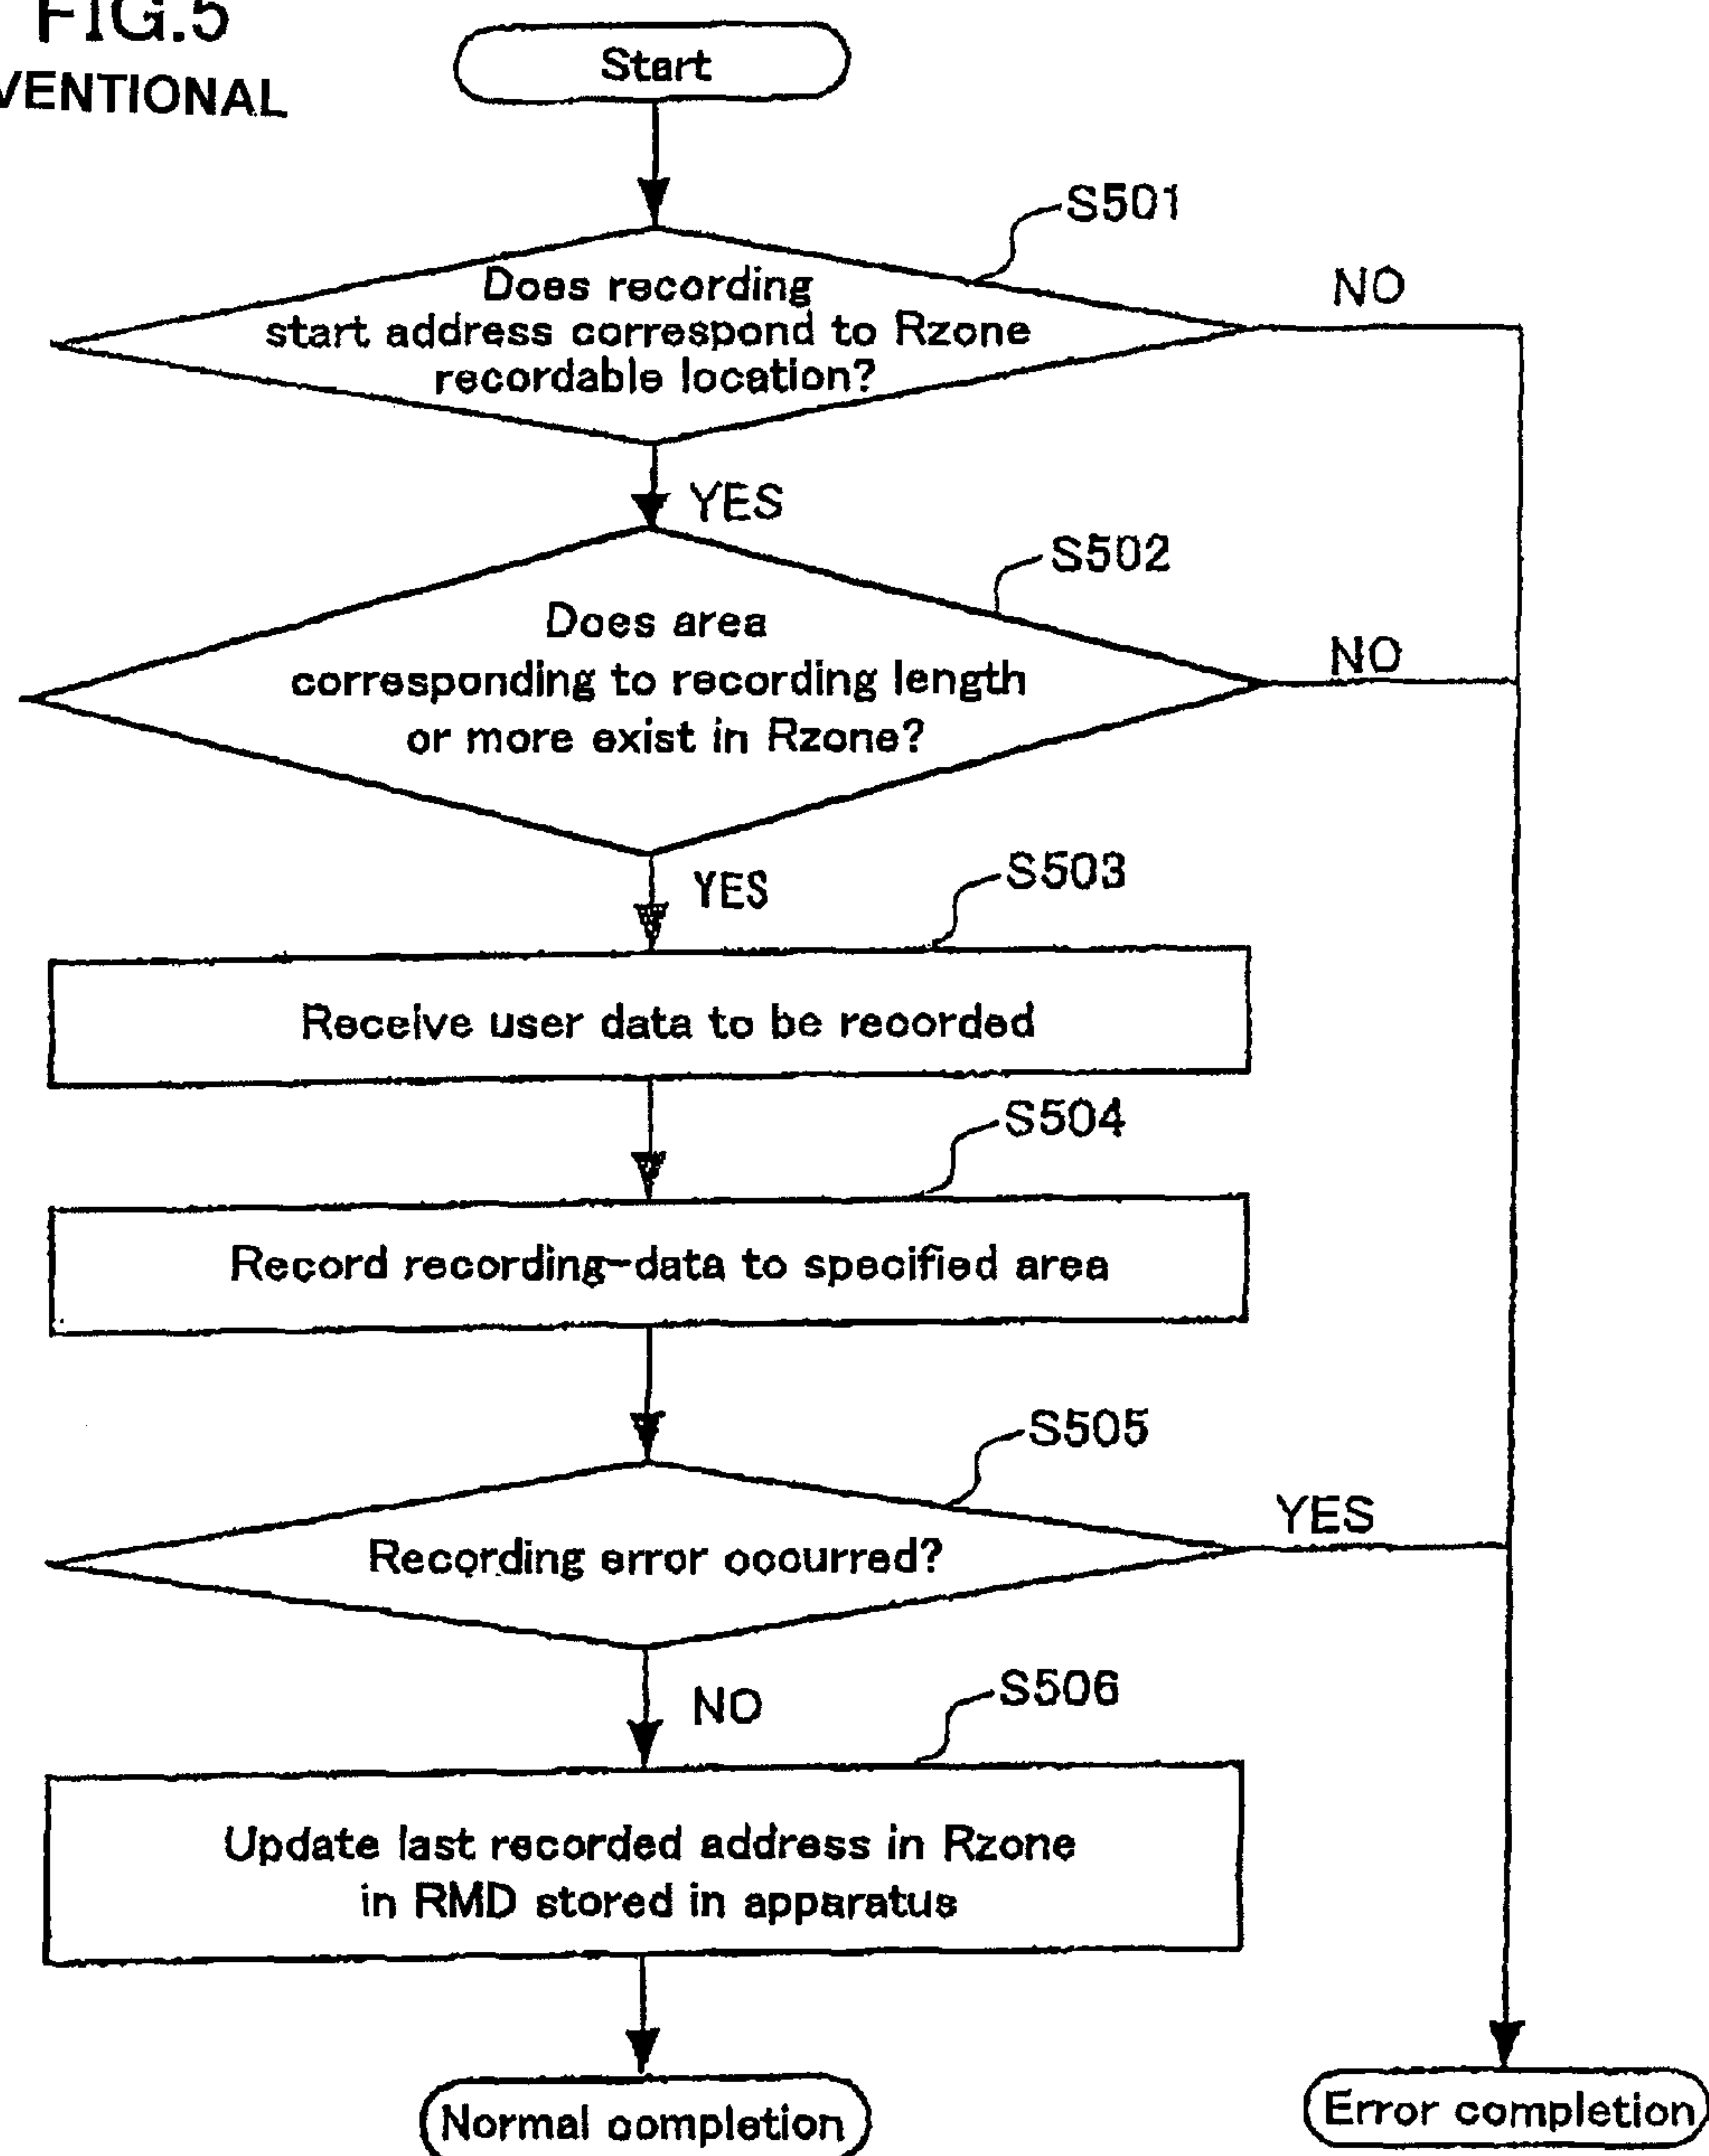 FIG.5
VENTIONAL
Start
S501
Does recording
start address correspond to Rzone
recordable location?
NO
YES
S502
Does area
corresponding to recording length
or more exist in Rzone?
NO
YES
S503
Receive user data to be recorded
S504
Record recording-data to specified area
S505
Recording error occurred?
YES
NO
S506
Update last recorded address in Rzone
in RMD stored in apparatus
Normal completion
Error completion